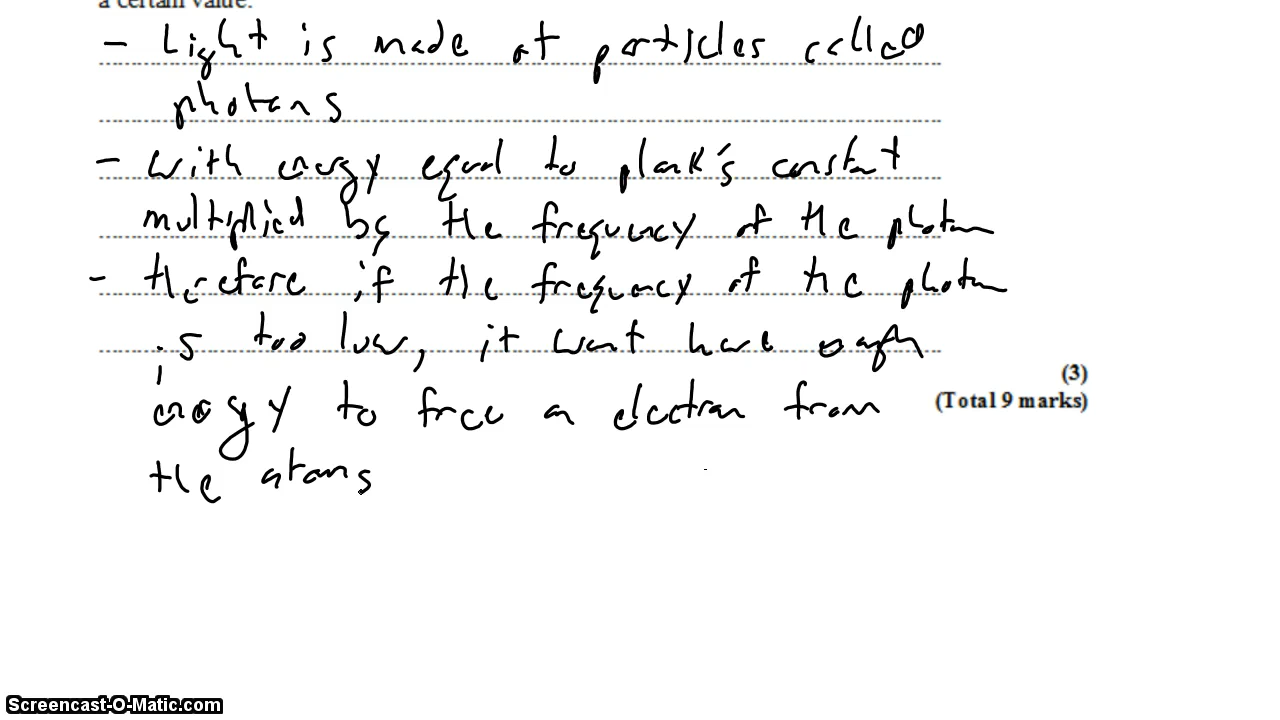 a certain value.
- Light is made of particles called
photons
- with energy equal to plank's constant
multiplied by the frequency of the photon
- therefore if the frequency of the photon
is too low, it wont have enough
(3)
energy to free an electron from
(Total 9 marks)
the atoms
Screencast-O-Matic.com